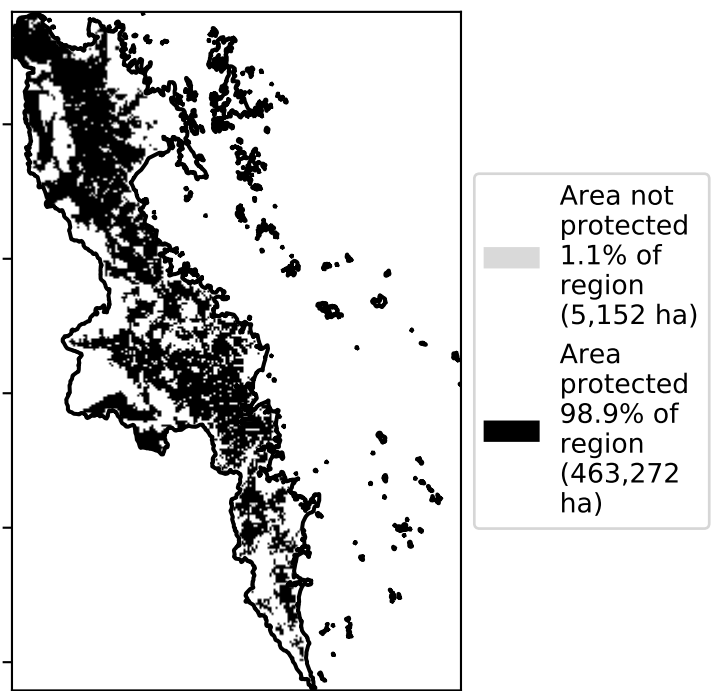 Area not
protected
1.1% of
region
(5,152 ha)
Area
protected
98.9% of
region
(463,272
ha)